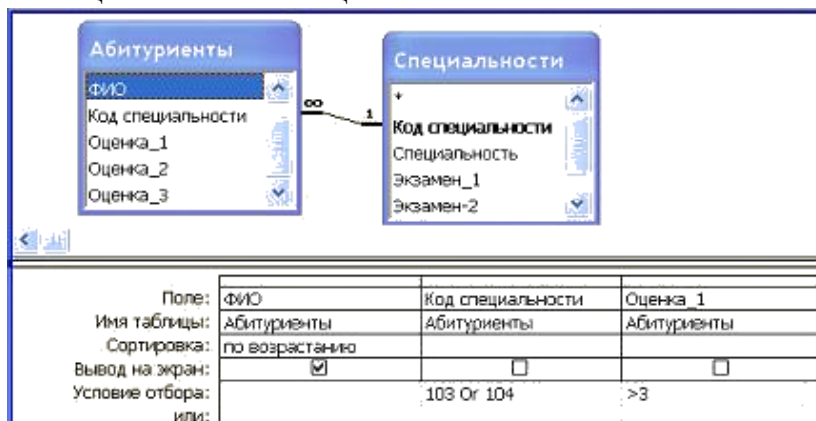 Абитуриенты
ФИО
Код специальности
Оценка_1
Оценка_2
Оценка_3
∞ 1
Специальности
*
Код специальности
Специальность
Экзамен_1
Экзамен-2
Поле: ФИО Код специальности Оценка_1
Имя таблицы: Абитуриенты Абитуриенты Абитуриенты
Сортировка: по возрастанию
Вывод на экран:
Условие отбора: 103 Or 104 >3
или: